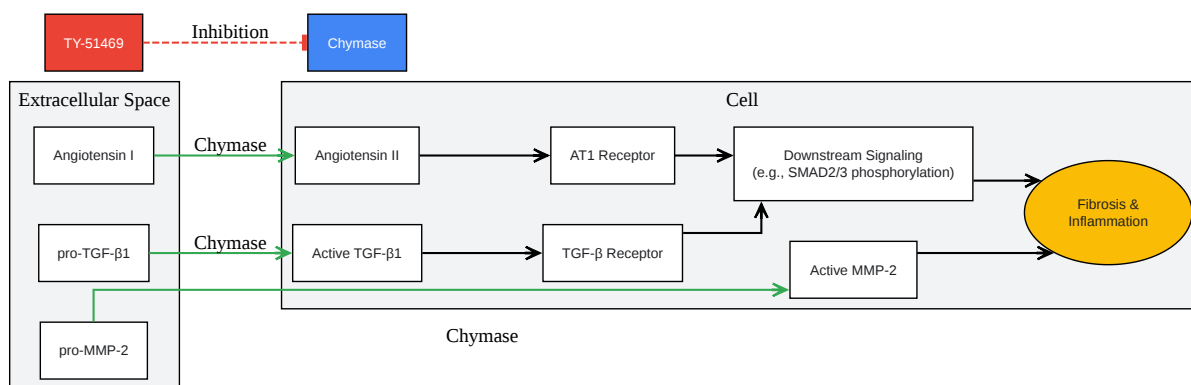 TY-51469
Inhibition
Chymase
Extracellular Space
Cell
Angiotensin I
Chymase
Angiotensin II
AT1 Receptor
Downstream Signaling
(e.g., SMAD2/3 phosphorylation)
Fibrosis &
Inflammation
pro-TGF-β1
Chymase
Active TGF-β1
TGF-β Receptor
Active MMP-2
pro-MMP-2
Chymase